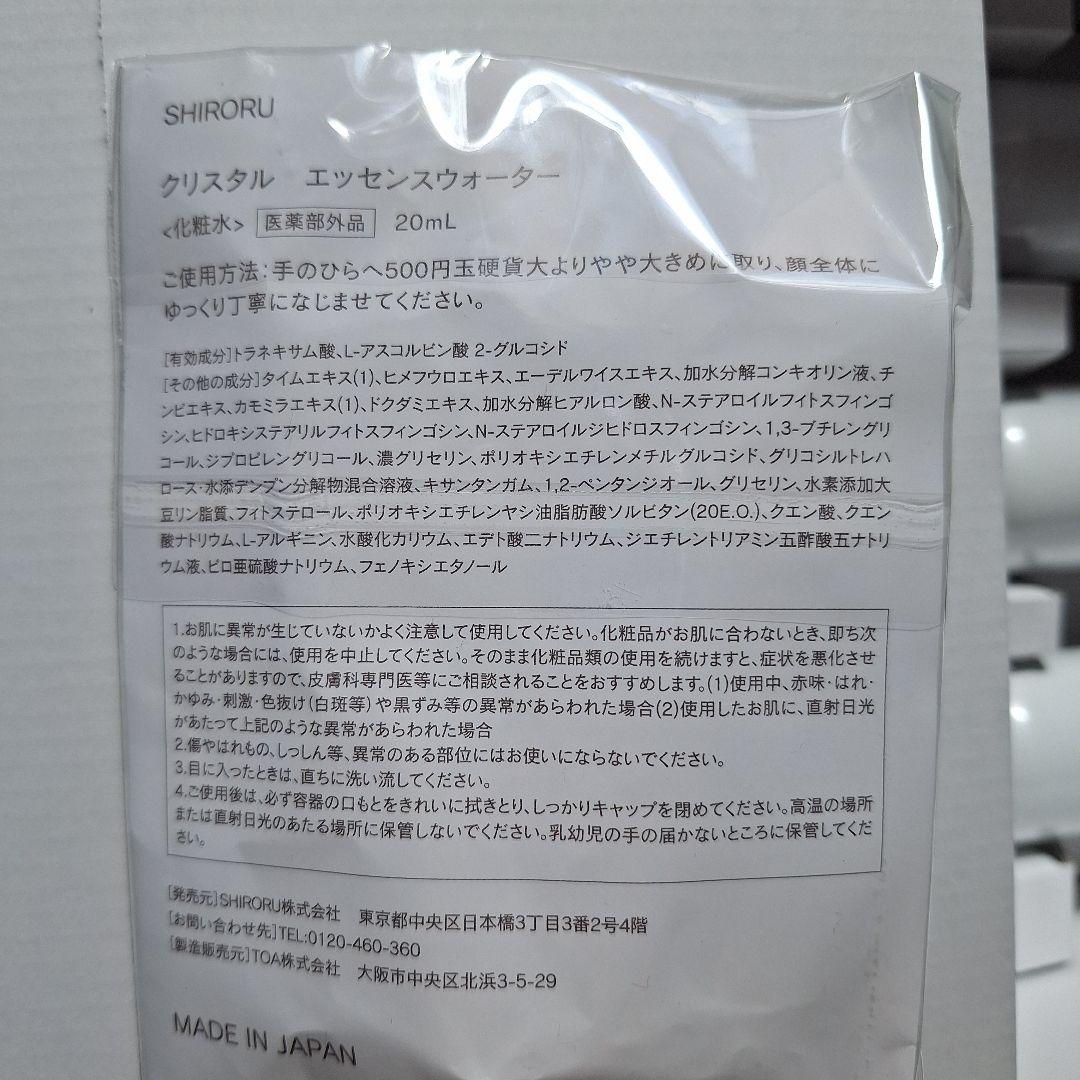 SHIRORU
クリスタル　エッセンスウォーター
<化粧水> 医薬部外品 20mL
ご使用方法:手のひらへ500円玉硬貨大よりやや大きめに取り、顔全体に
ゆっくり丁寧になじませてください。
[有効成分]トラネキサム酸、L-アスコルビン酸 2-グルコシド
[その他の成分]タイムエキス(1)、ヒメフウロエキス、エーデルワイスエキス、加水分解コンキオリン液、チ
ンピエキス、カモミラエキス(1)、ドクダミエキス、加水分解ヒアルロン酸、N-ステアロイルフィトスフィンゴ
シン、ヒドロキシステアリルフィトスフィンゴシン、N-ステアロイルジヒドロスフィンゴシン、1,3-ブチレングリ
コール、ジプロピレングリコール、濃グリセリン、ポリオキシエチレンメチルグルコシド、グリコシルトレハ
ロース・水添デンプン分解物混合溶液、キサンタンガム、1,2-ペンタンジオール、グリセリン、水素添加大
豆リン脂質、フィトステロール、ポリオキシエチレンヤシ油脂肪酸ソルビタン(20E.O.)、クエン酸、クエン
酸ナトリウム、L-アルギニン、水酸化カリウム、エデト酸二ナトリウム、ジエチレントリアミン五酢酸五ナトリ
ウム液、ピロ亜硫酸ナトリウム、フェノキシエタノール
1.お肌に異常が生じていないかよく注意して使用してください。化粧品がお肌に合わないとき、即ち次
のような場合には、使用を中止してください。そのまま化粧品類の使用を続けますと、症状を悪化させ
ることがありますので、皮膚科専門医等にご相談されることをおすすめします。(1)使用中、赤味・はれ・
かゆみ・刺激・色抜け(白斑等)や黒ずみ等の異常があらわれた場合(2)使用したお肌に、直射日光
があたって上記のような異常があらわれた場合
2.傷やはれもの、しっしん等、異常のある部位にはお使いにならないでください。
3.目に入ったときは、直ちに洗い流してください。
4.ご使用後は、必ず容器の口もとをきれいに拭きとり、しっかりキャップを閉めてください。高温の場所
または直射日光のあたる場所に保管しないでください。乳幼児の手の届かないところに保管してくだ
さい。
[発売元]SHIRORU株式会社　東京都中央区日本橋3丁目3番2号4階
[お問い合わせ先]TEL:0120-460-360
[製造販売元]TOA株式会社　大阪市中央区北浜3-5-29
MADE IN JAPAN